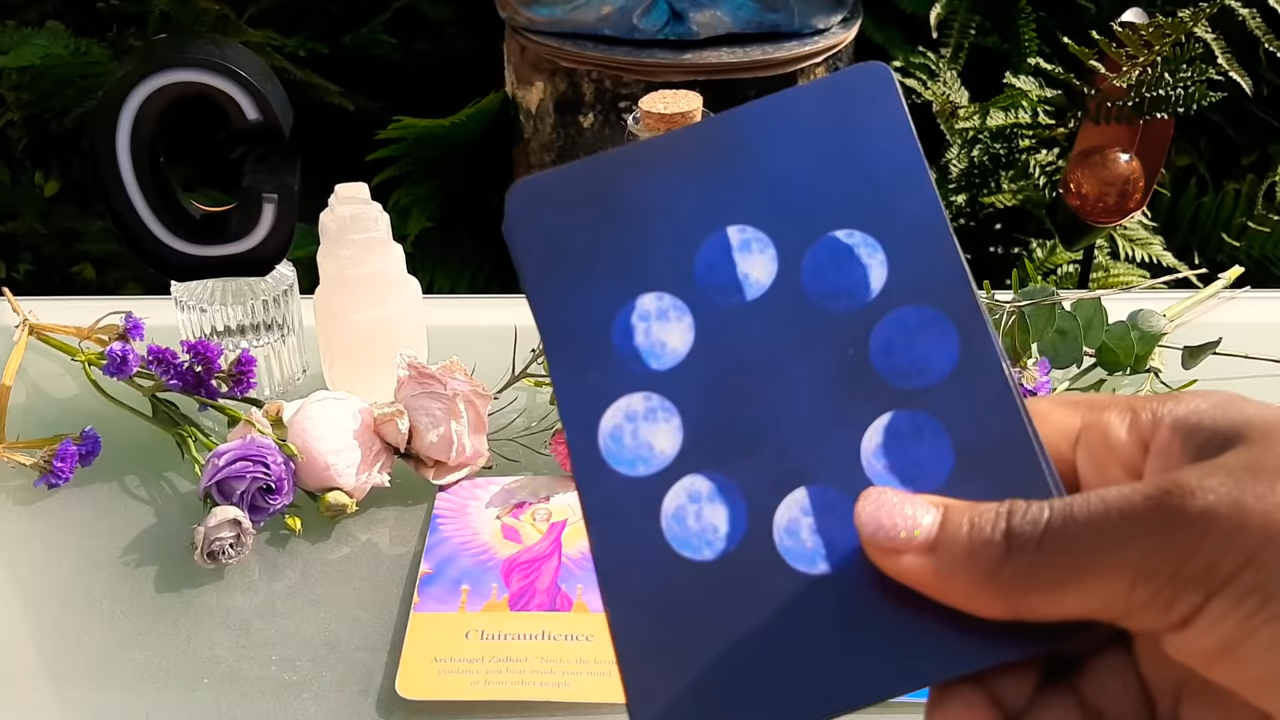 C
Clairaudience
Archangel Zadkiel: "Notice the loving
guidance you hear inside your mind,
or from other people."